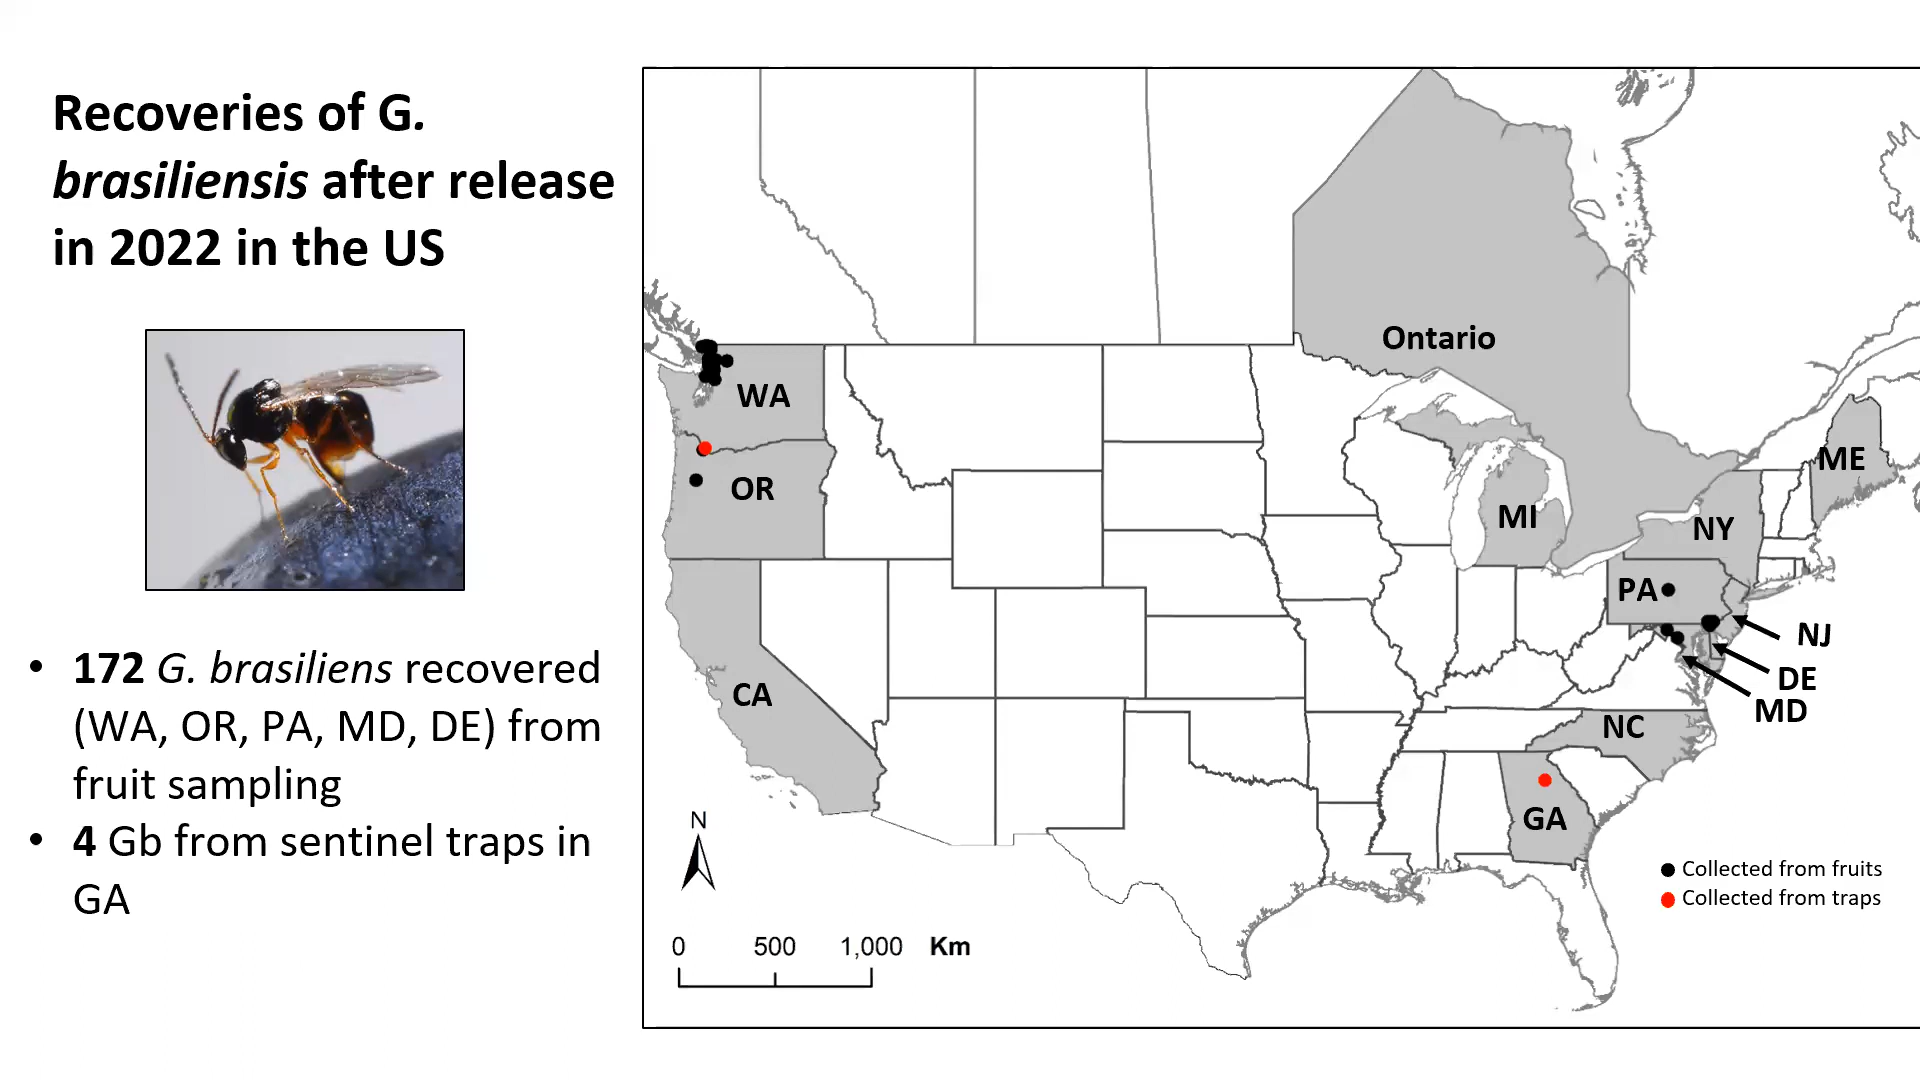 Recoveries of G.
brasiliensis after release
in 2022 in the US
• 172 G. brasiliens recovered
(WA, OR, PA, MD, DE) from
fruit sampling
• 4 Gb from sentinel traps in
GA
Ontario
WA
OR
CA
MI
ME
NY
PA
NJ
DE
MD
NC
GA
N
0 500 1,000 Km
Collected from fruits
Collected from traps